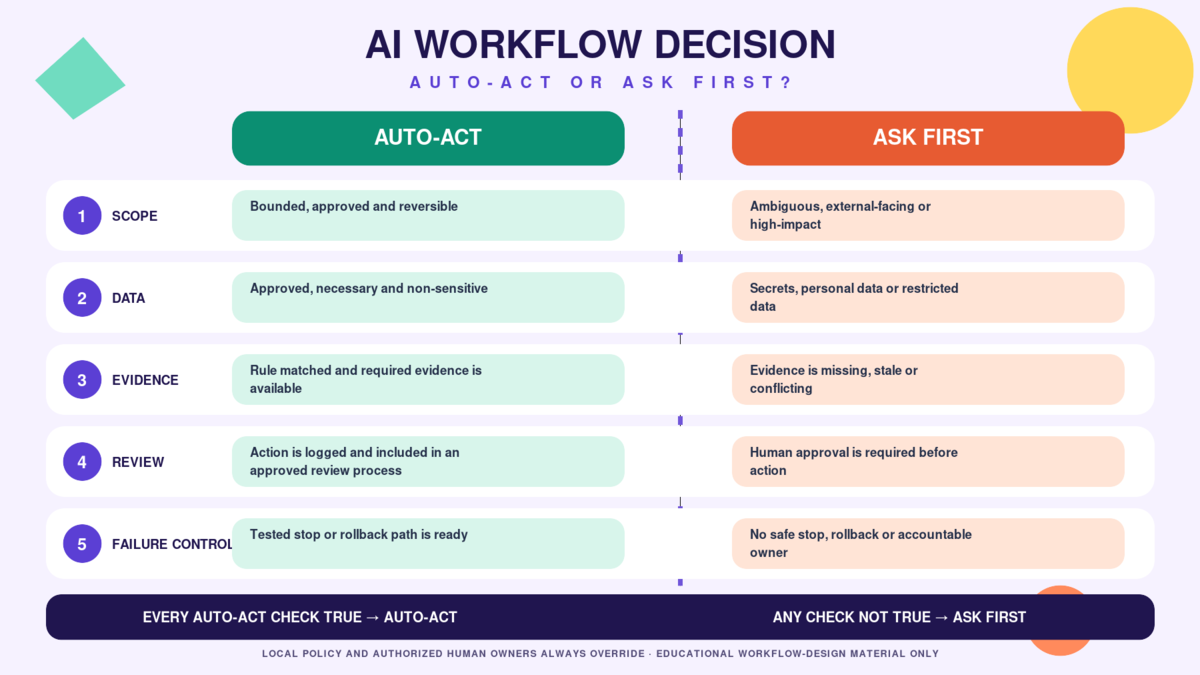 AI WORKFLOW DECISION
AUTO-ACT OR ASK FIRST?
AUTO-ACT
ASK FIRST
1
SCOPE
Bounded, approved and reversible
Ambiguous, external-facing or
high-impact
2
DATA
Approved, necessary and non-sensitive
Secrets, personal data or restricted
data
3
EVIDENCE
Rule matched and required evidence is
available
Evidence is missing, stale or
conflicting
4
REVIEW
Action is logged and included in an
approved review process
Human approval is required before
action
5
FAILURE CONTROL
Tested stop or rollback path is ready
No safe stop, rollback or accountable
owner
EVERY AUTO-ACT CHECK TRUE → AUTO-ACT
ANY CHECK NOT TRUE → ASK FIRST
LOCAL POLICY AND AUTHORIZED HUMAN OWNERS ALWAYS OVERRIDE · EDUCATIONAL WORKFLOW-DESIGN MATERIAL ONLY